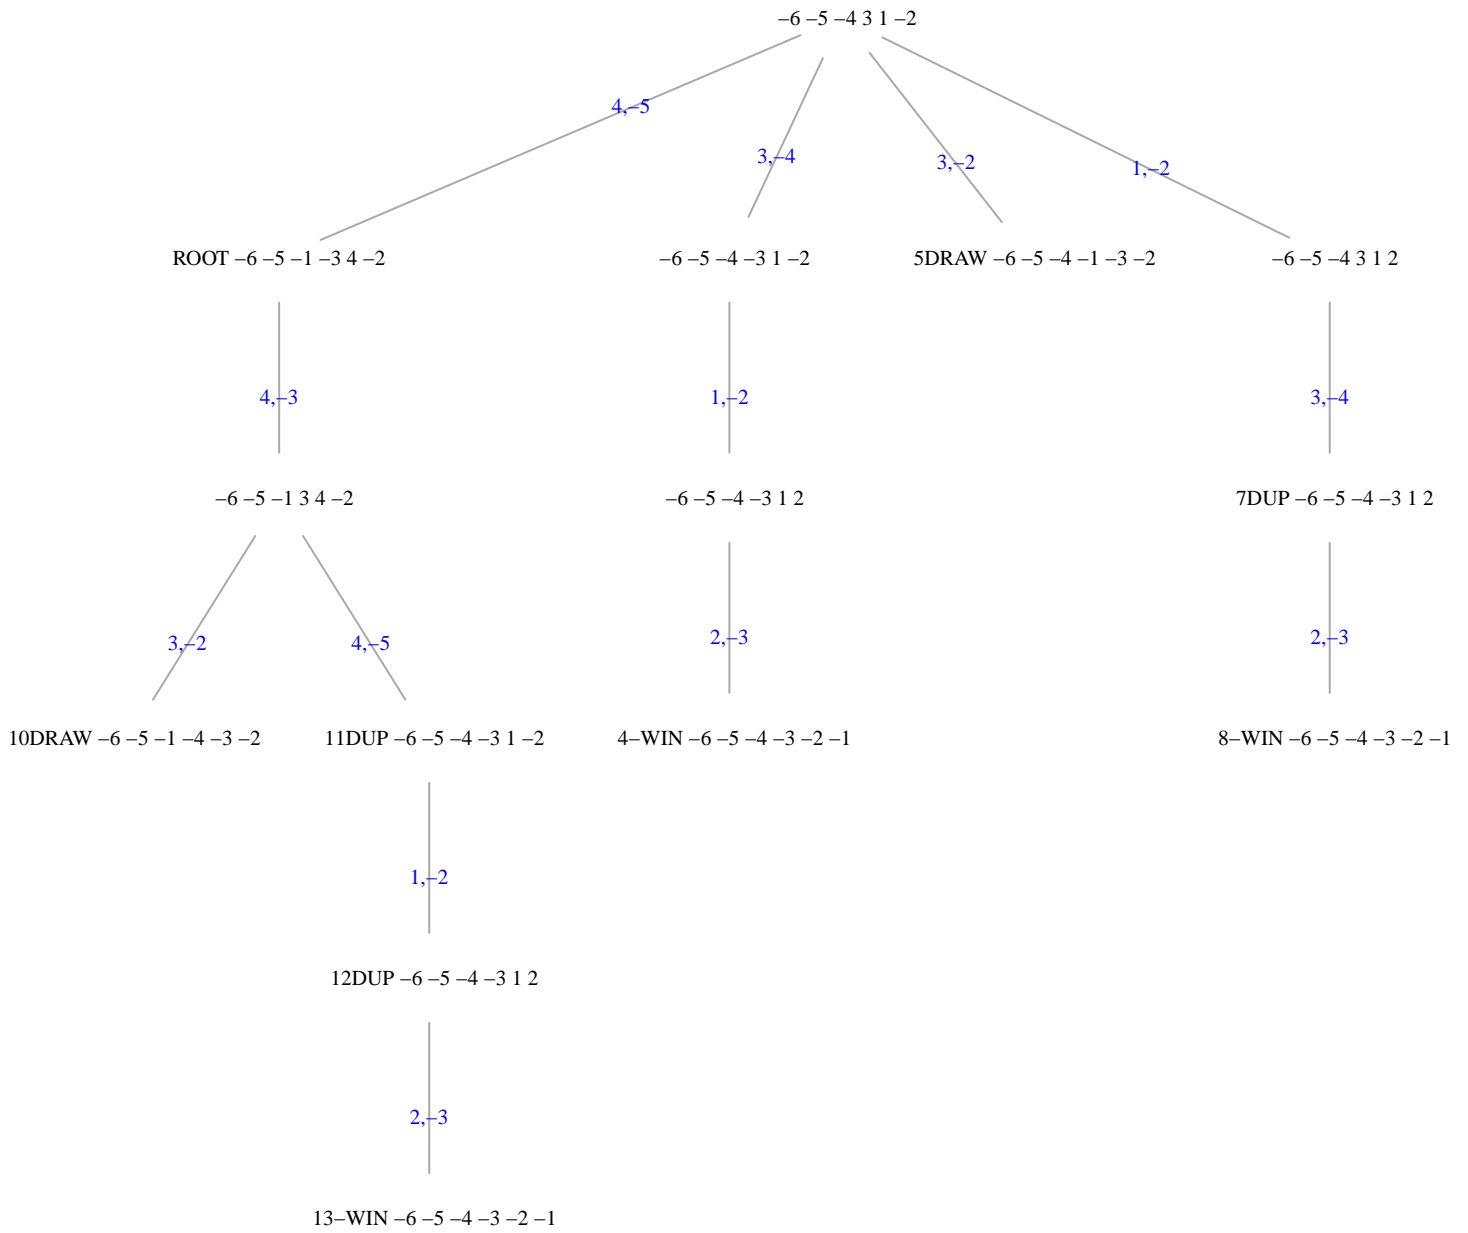 –6 –5 –4 3 1 –2
4,–5
3,–4
3,–2
1,–2
ROOT –6 –5 –1 –3 4 –2
–6 –5 –4 –3 1 –2
5DRAW –6 –5 –4 –1 –3 –2
–6 –5 –4 3 1 2
4,–3
1,–2
3,–4
–6 –5 –1 3 4 –2
–6 –5 –4 –3 1 2
7DUP –6 –5 –4 –3 1 2
3,–2
4,–5
2,–3
2,–3
10DRAW –6 –5 –1 –4 –3 –2
11DUP –6 –5 –4 –3 1 –2
4–WIN –6 –5 –4 –3 –2 –1
8–WIN –6 –5 –4 –3 –2 –1
1,–2
12DUP –6 –5 –4 –3 1 2
2,–3
13–WIN –6 –5 –4 –3 –2 –1